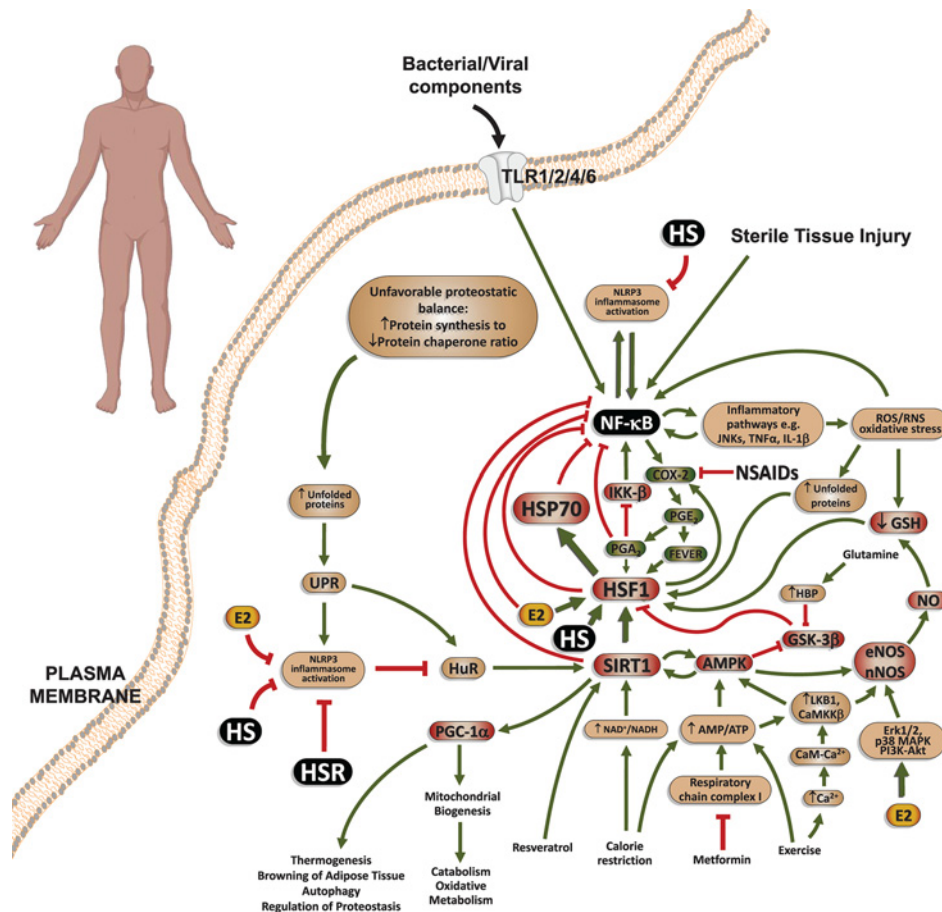 Bacterial/Viral
components
TLR1/2/4/6
HS
Sterile Tissue Injury
NLRP3
inflammasome
activation
Unfavorable proteostatic
balance:
↑Protein synthesis to
↓Protein chaperone ratio
NF-κB
Inflammatory
pathways e.g.
JNKs, TNFα, IL-1β
ROS/RNS
oxidative stress
COX-2
NSAIDs
IKK-β
↑Unfolded
proteins
↑ Unfolded
proteins
HSP70
PGE₂
↓ GSH
PGA₂
FEVER
Glutamine
UPR
HSF1
↑HBP
NO
E2
E2
HS
GSK-3β
eNOS
nNOS
NLRP3
inflammasome
activation
HuR
SIRT1
AMPK
PLASMA
MEMBRANE
HS
↑LKB1,
CaMKKβ
HSR
PGC-1α
↑ NAD⁺/NADH
↑ AMP/ATP
Erk1/2,
p38 MAPK
PI3K-Akt
CaM-Ca²⁺
Mitochondrial
Biogenesis
Respiratory
chain complex I
↑Ca²⁺
E2
Resveratrol
Calorie
restriction
Metformin
Exercise
Thermogenesis
Browning of Adipose Tissue
Autophagy
Regulation of Proteostasis
Catabolism
Oxidative
Metabolism